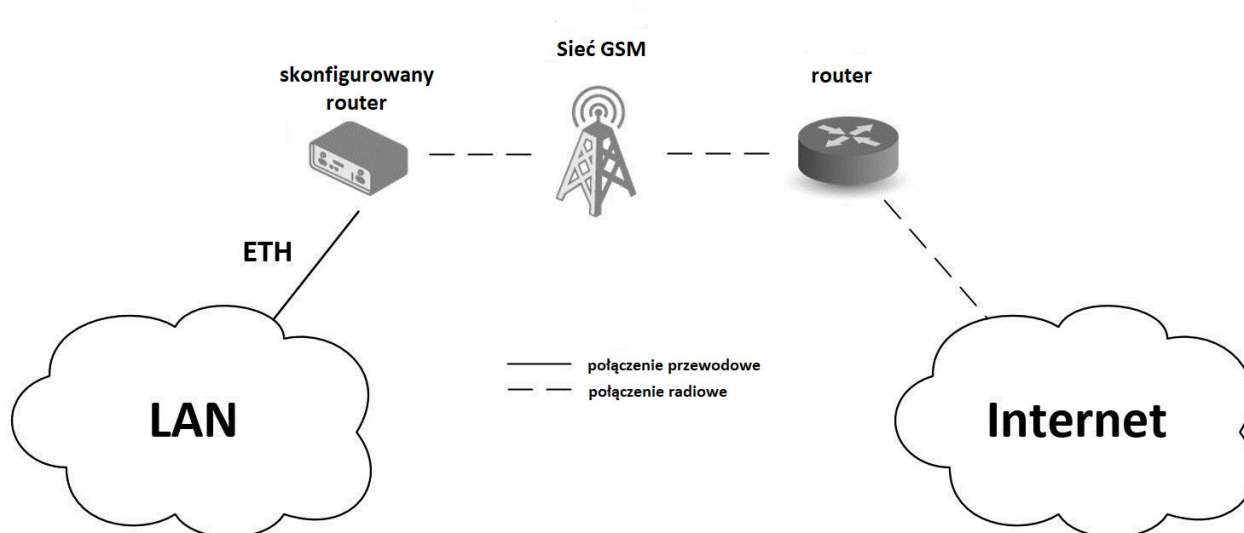 Sieć GSM
skonfigurowany
router
router
ETH
połączenie przewodowe
połączenie radiowe
LAN
Internet